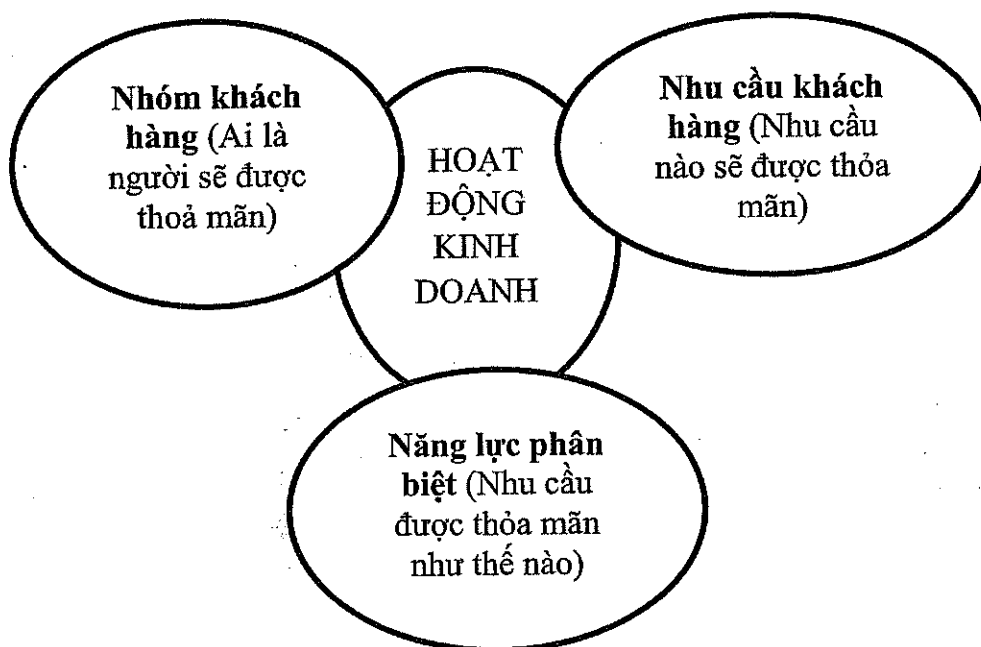 Nhóm khách
hàng (Ai là
người sẽ được
thoả mãn)
HOẠT
ĐỘNG
KINH
DOANH
Nhu cầu khách
hàng (Nhu cầu
nào sẽ được thỏa
mãn)
Năng lực phân
biệt (Nhu cầu
được thỏa mãn
như thế nào)